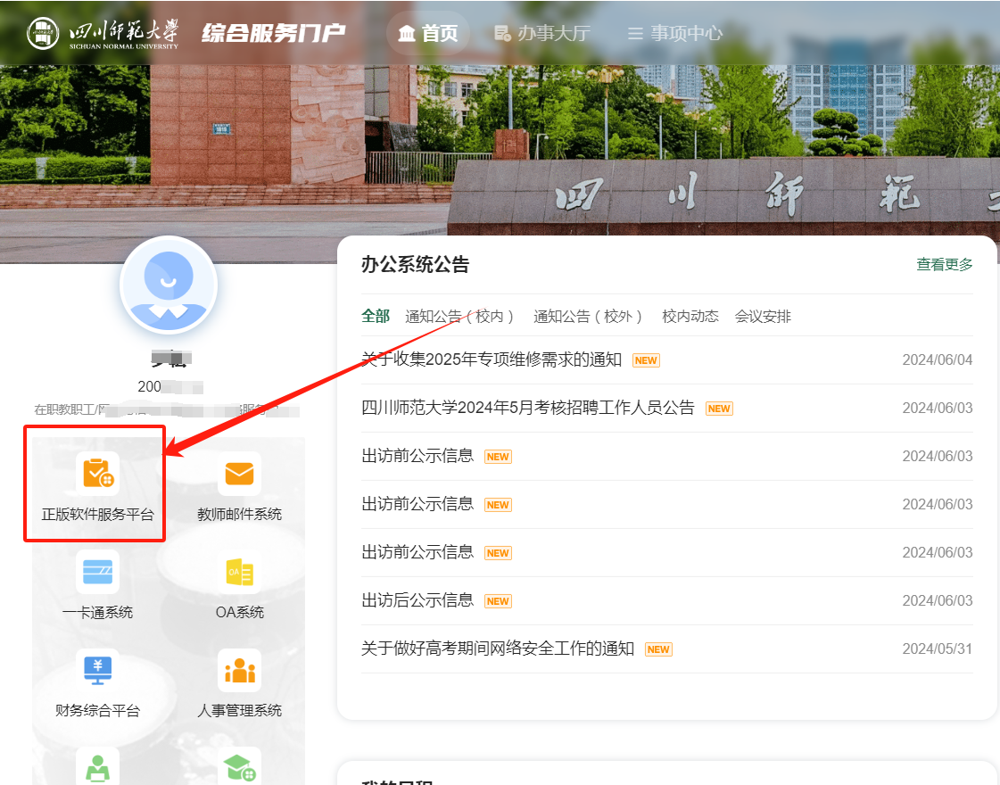 四川師範大學
SICHUAN NORMAL UNIVERSITY
综合服务门户
首页
办事大厅
事项中心
四川師範
办公系统公告
查看更多
全部 通知公告（校内） 通知公告（校外） 校内动态 会议安排
关于收集2025年专项维修需求的通知 NEW 2024/06/04
四川师范大学2024年5月考核招聘工作人员公告 NEW 2024/06/03
出访前公示信息 NEW 2024/06/03
出访前公示信息 NEW 2024/06/03
出访前公示信息 NEW 2024/06/03
出访后公示信息 NEW 2024/06/03
关于做好高考期间网络安全工作的通知 NEW 2024/05/31
200
在职教职工/
正版软件服务平台
教师邮件系统
一卡通系统
OA
OA系统
¥
财务综合平台
人事管理系统